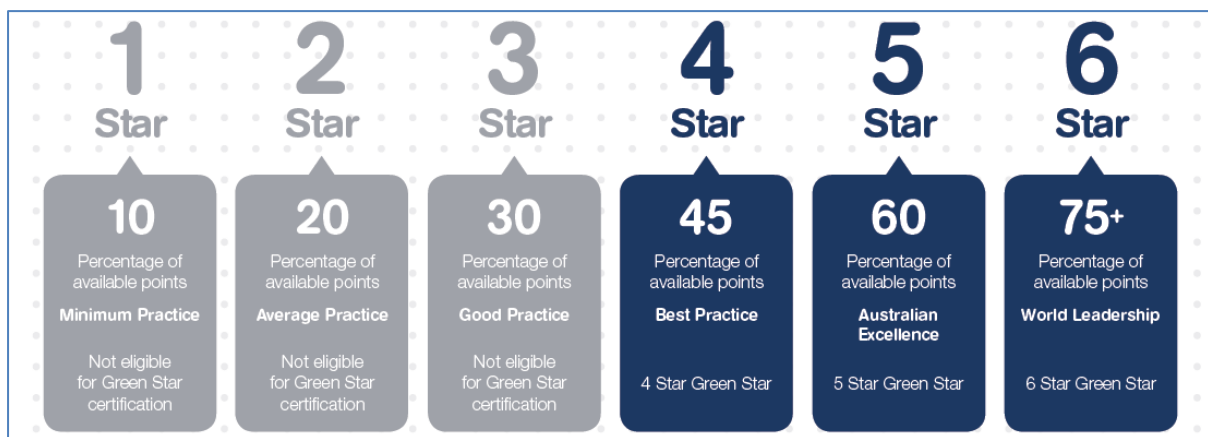 1
Star
10
Percentage of
available points
Minimum Practice
Not eligible
for Green Star
certification
2
Star
20
Percentage of
available points
Average Practice
Not eligible
for Green Star
certification
3
Star
30
Percentage of
available points
Good Practice
Not eligible
for Green Star
certification
4
Star
45
Percentage of
available points
Best Practice
4 Star Green Star
5
Star
60
Percentage of
available points
Australian
Excellence
5 Star Green Star
6
Star
75+
Percentage of
available points
World Leadership
6 Star Green Star